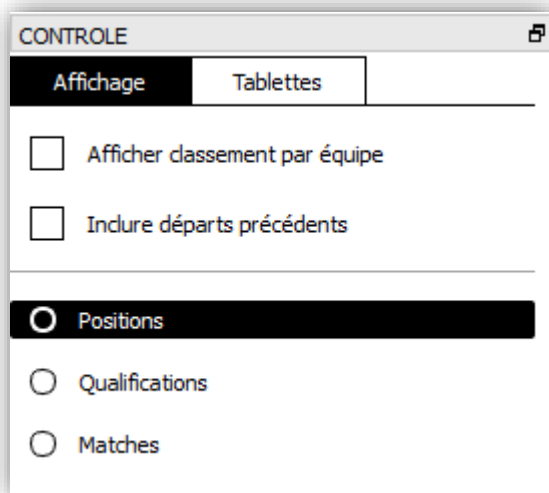 CONTROLE
Affichage Tablettes
Afficher classement par équipe
Inclure départs précédents
Positions
Qualifications
Matches